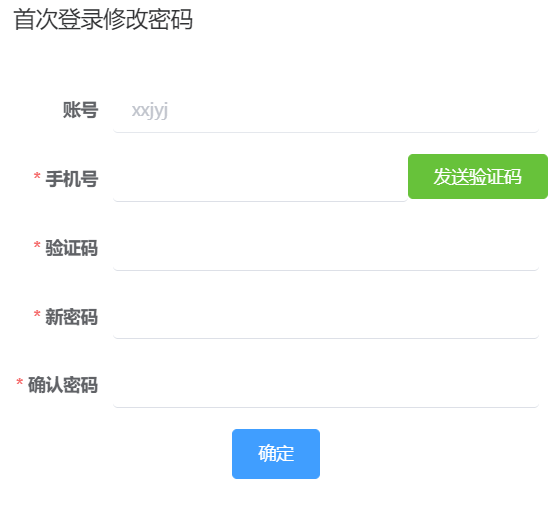 首次登录修改密码
账号 xxjyj
* 手机号 发送验证码
* 验证码
* 新密码
* 确认密码
确定